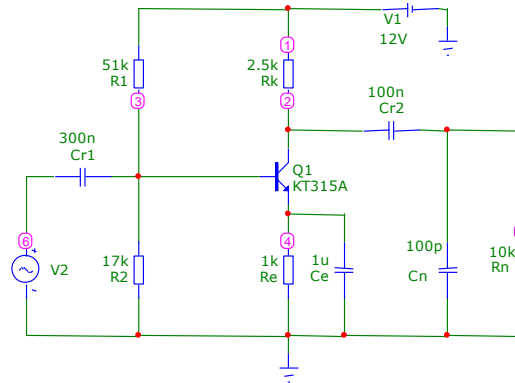 V1
12V
51k
R1
1
2.5k
Rk
3
2
100n
Cr2
300n
Cr1
Q1
KT315A
6
+
V2
-
17k
R2
4
1k
Re
1u
Ce
100p
Cn
10k
Rn